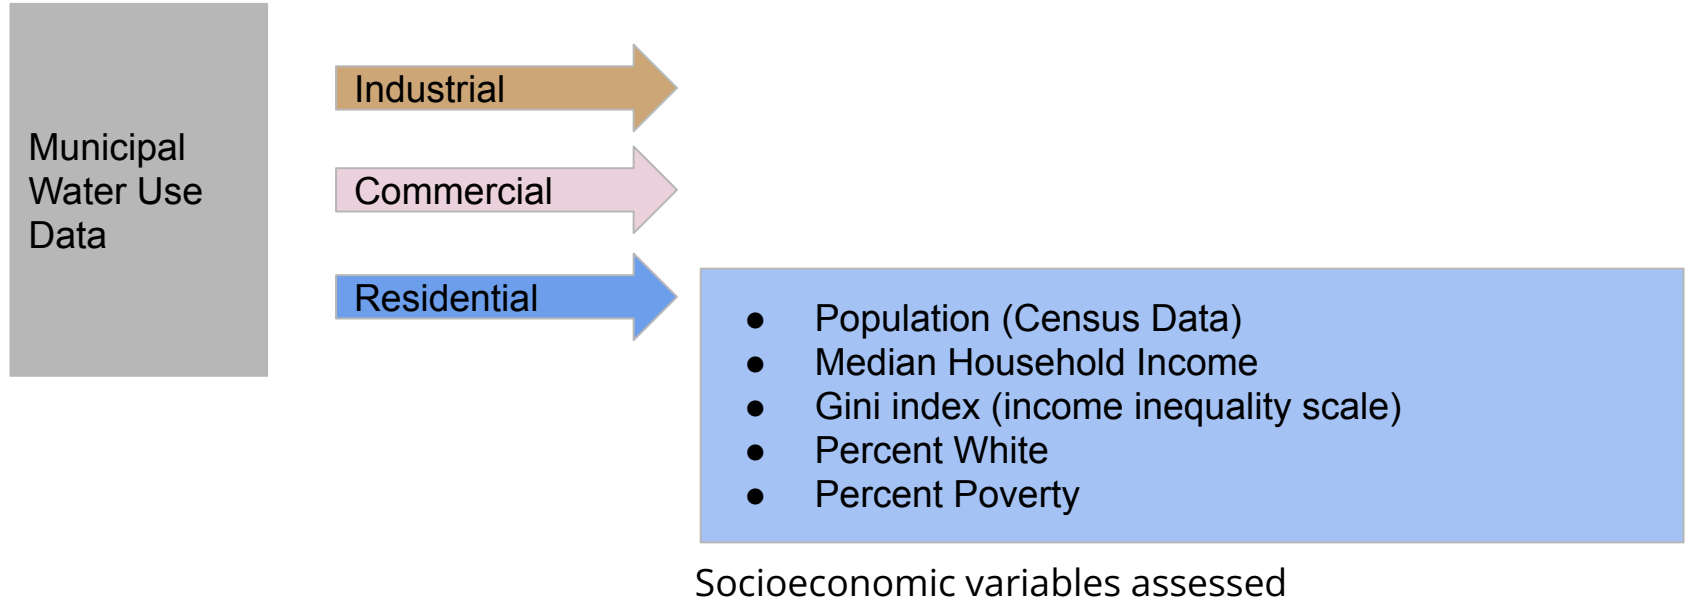 Municipal
Water Use
Data
Industrial
Commercial
Residential
● Population (Census Data)
● Median Household Income
● Gini index (income inequality scale)
● Percent White
● Percent Poverty
Socioeconomic variables assessed